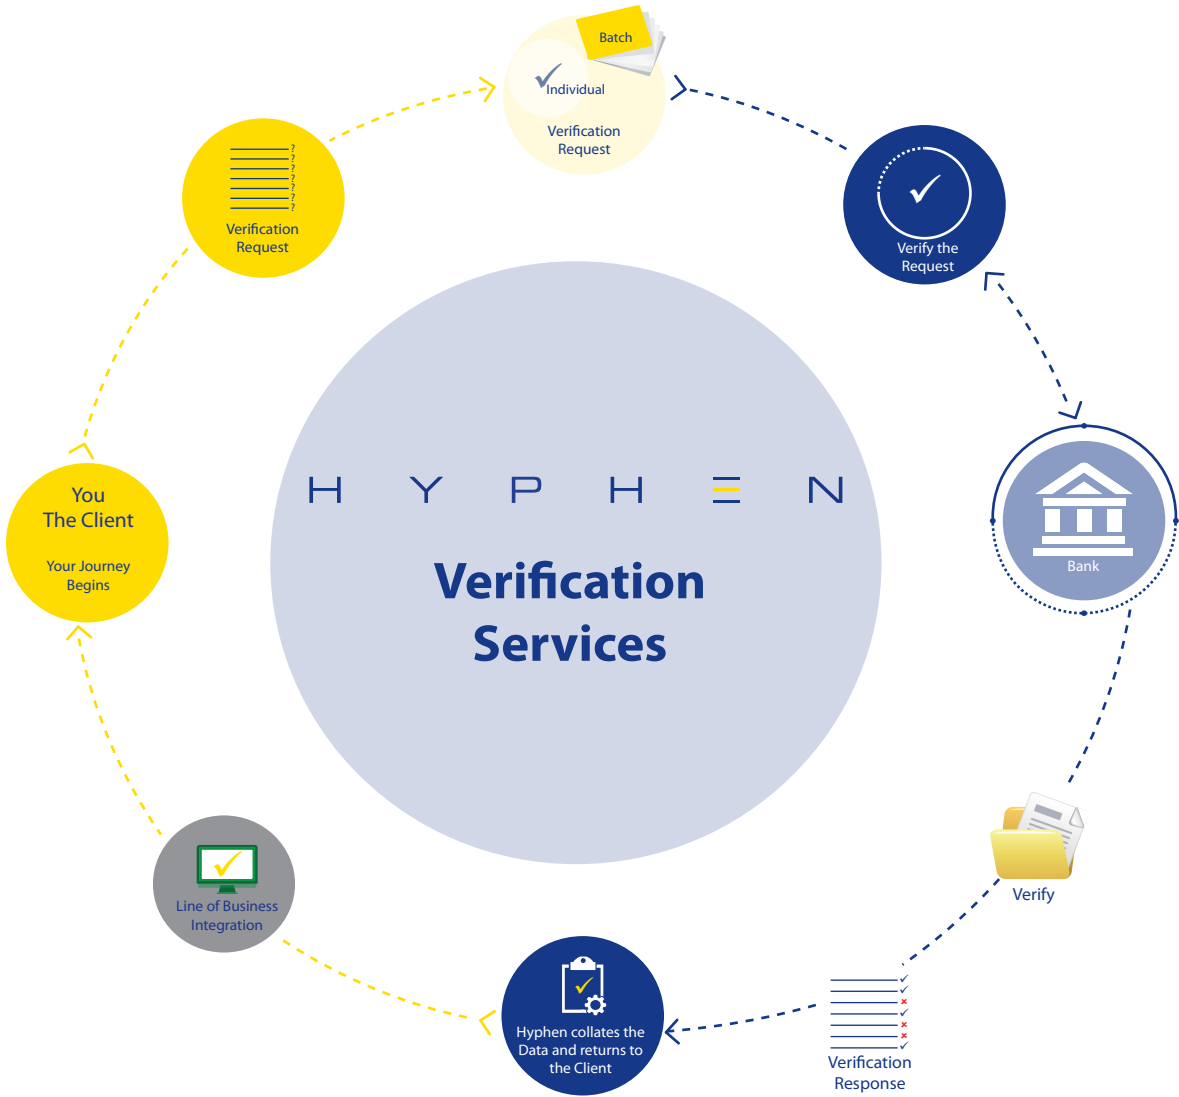 Batch
Individual
Verification
Request
Verify the
Request
Bank
Verify
Verification
Response
Hyphen collates the
Data and returns to
the Client
Line of Business
Integration
You
The Client
Your Journey
Begins
?
?
?
?
?
?
?
Verification
Request
HYPHEN
Verification
Services